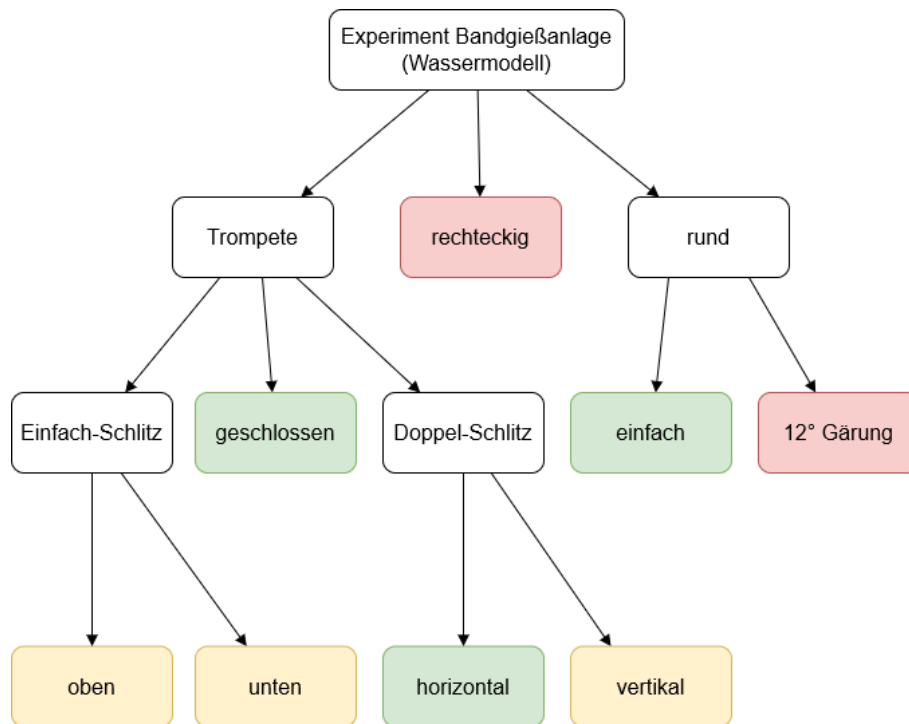 Experiment Bandgießanlage
(Wassermodell)
Trompete
rechteckig
rund
Einfach-Schlitz
geschlossen
Doppel-Schlitz
einfach
12° Gärung
oben
unten
horizontal
vertikal